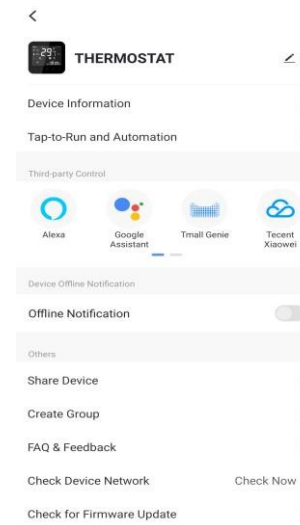 THERMOSTAT
Device Information
Tap-to-Run and Automation
Third-party Control
Alexa
Google
Assistant
Tmall Genie
Tecent
Xiaowei
Device Offline Notification
Offline Notification
Others
Share Device
Create Group
FAQ & Feedback
Check Device Network Check Now
Check for Firmware Update